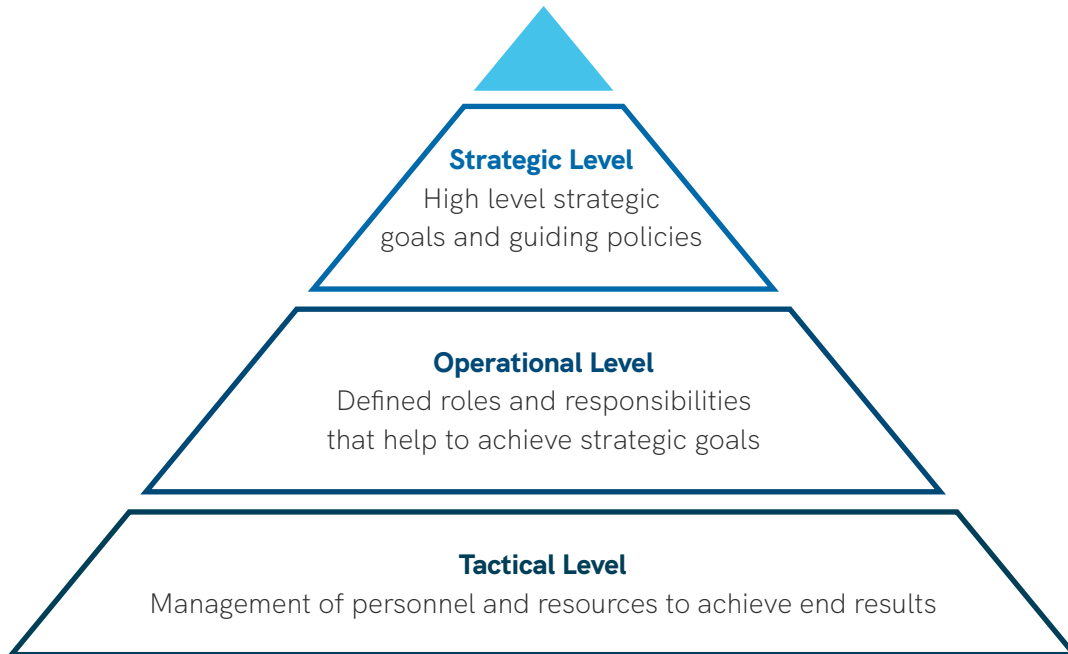 Strategic Level
High level strategic
goals and guiding policies
Operational Level
Defined roles and responsibilities
that help to achieve strategic goals
Tactical Level
Management of personnel and resources to achieve end results